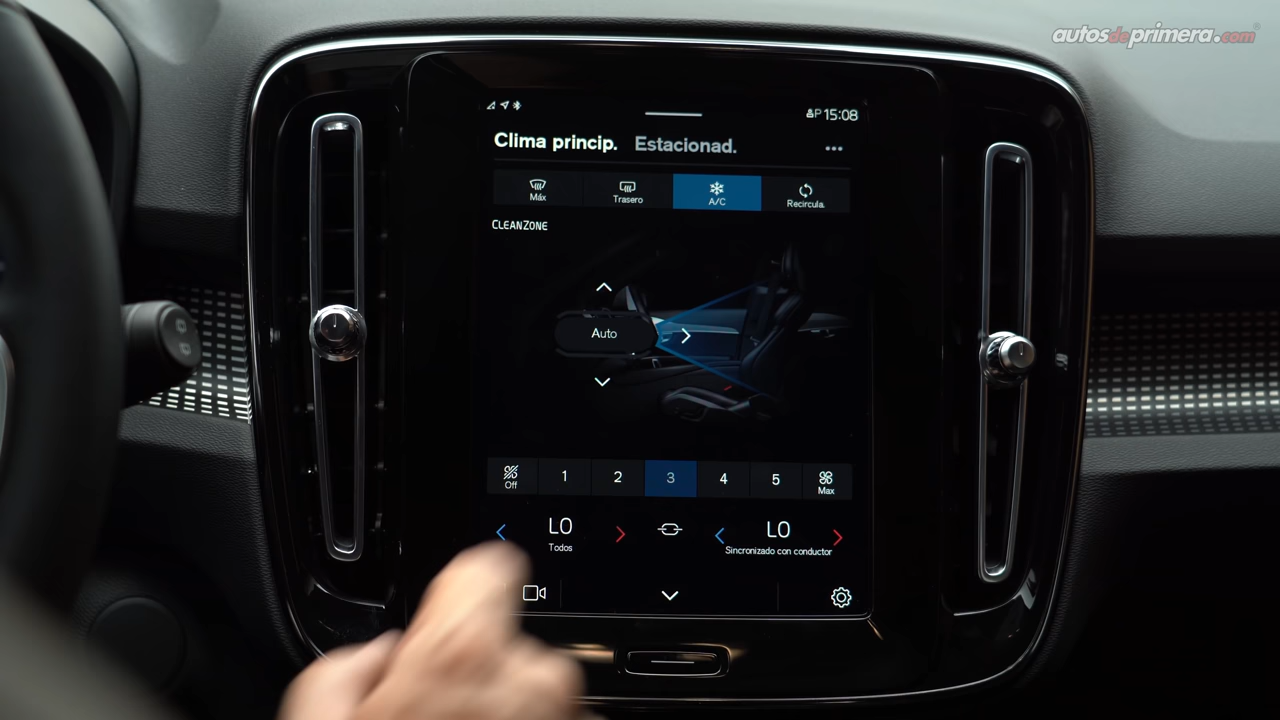 autosdeprimera.com
P 15:08
Clima princip. Estacionad.
Máx Trasero A/C Recircula.
CLEANZONE
Auto
Off 1 2 3 4 5 Max
LO LO
Todos Sincronizado con conductor